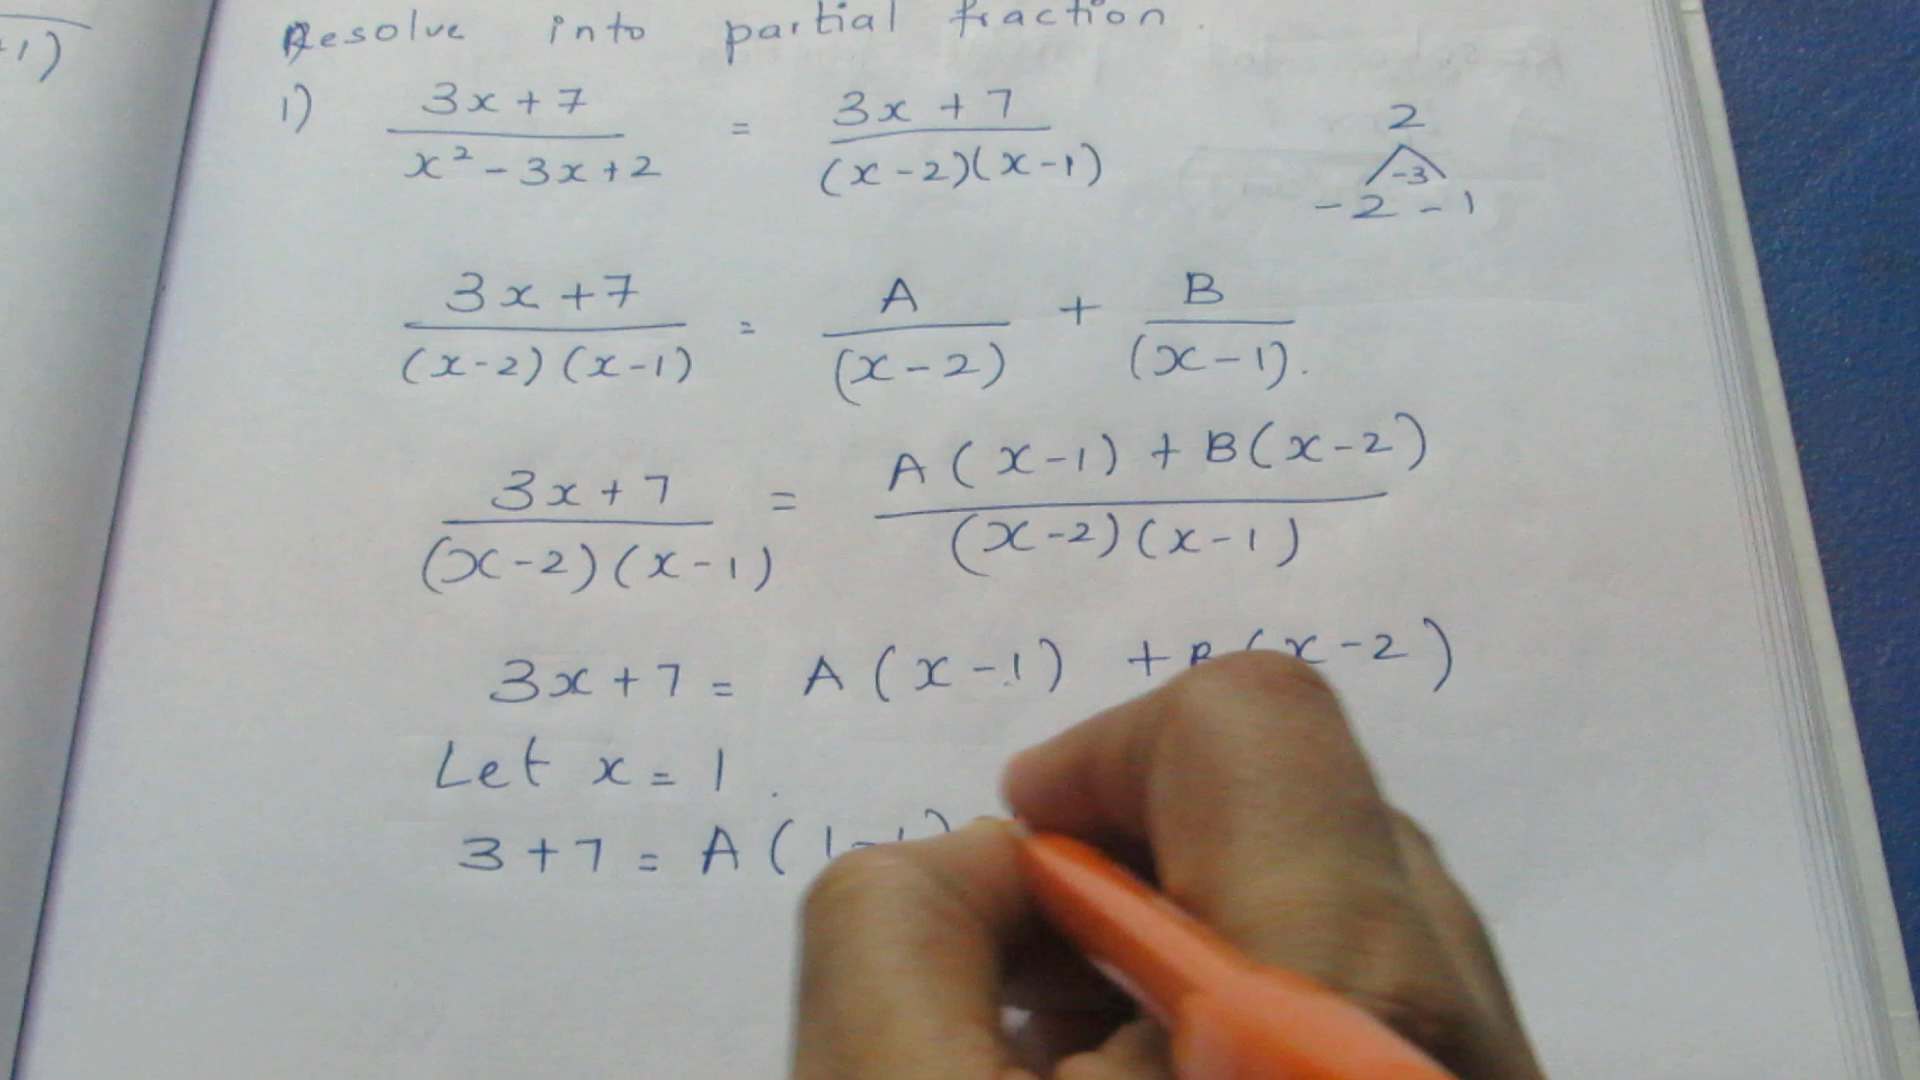 -1)
Resolve into partial fraction.
1) 3x+7 / x² - 3x + 2 = 3x + 7 / (x-2)(x-1)
2
-3
-2 -1
3x+7 / (x-2)(x-1) = A / (x-2) + B / (x-1).
3x+7 / (x-2)(x-1) = A(x-1) + B(x-2) / (x-2)(x-1)
3x+7 = A(x-1) + B(x-2)
Let x = 1.
3+7 = A(1-1)